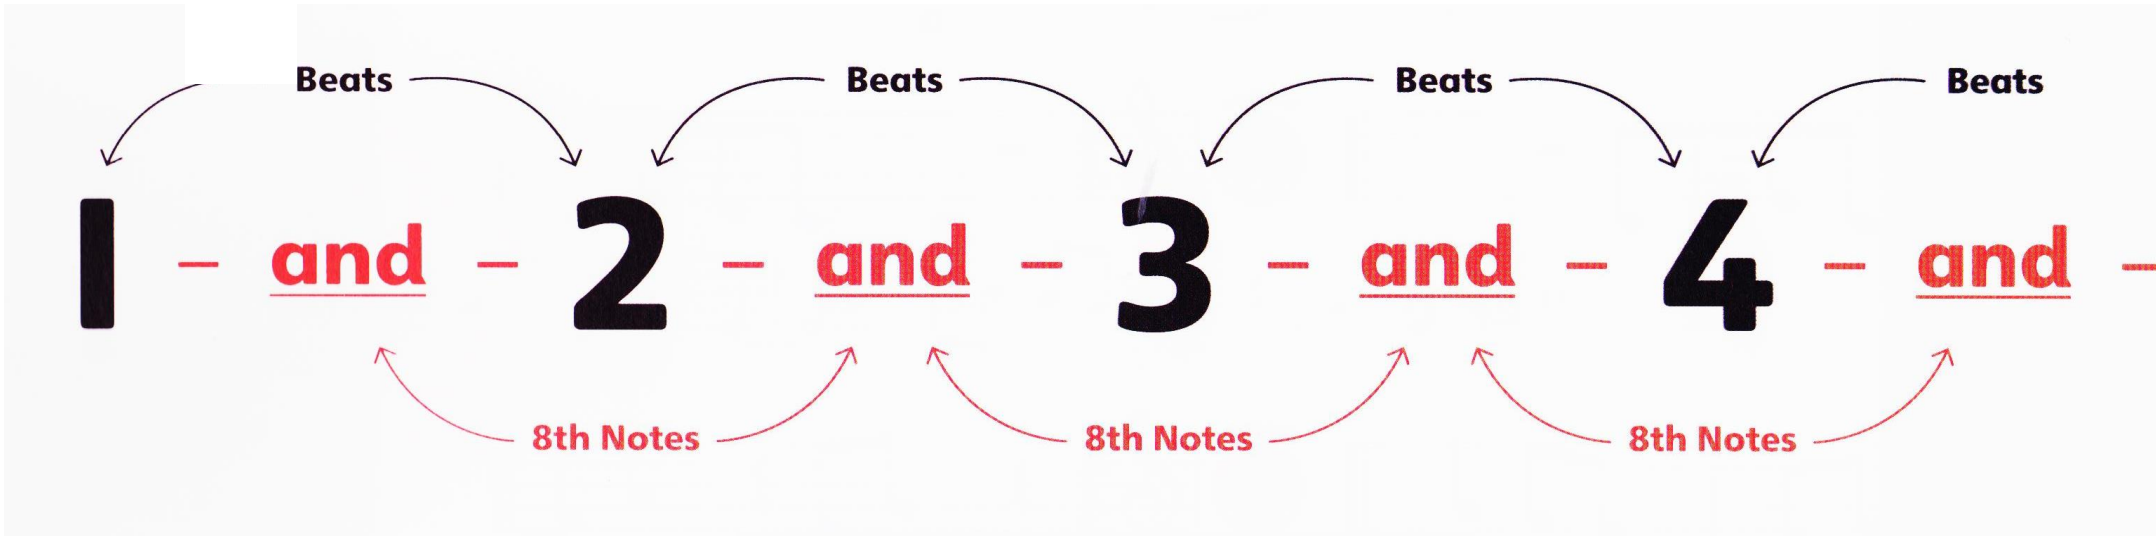 Beats Beats Beats Beats
1 – and – 2 – and – 3 – and – 4 – and –
8th Notes 8th Notes 8th Notes